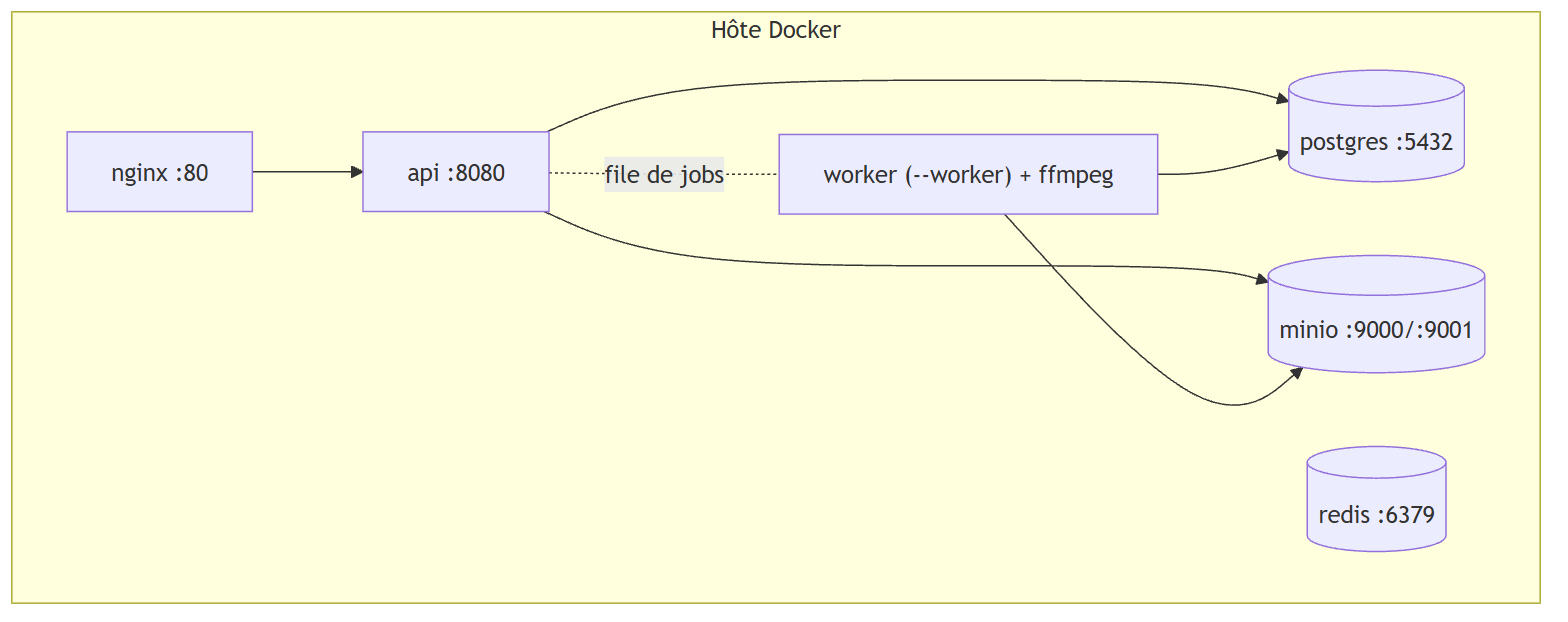 Hôte Docker
nginx :80
api :8080
file de jobs
worker (--worker) + ffmpeg
postgres :5432
minio :9000/:9001
redis :6379